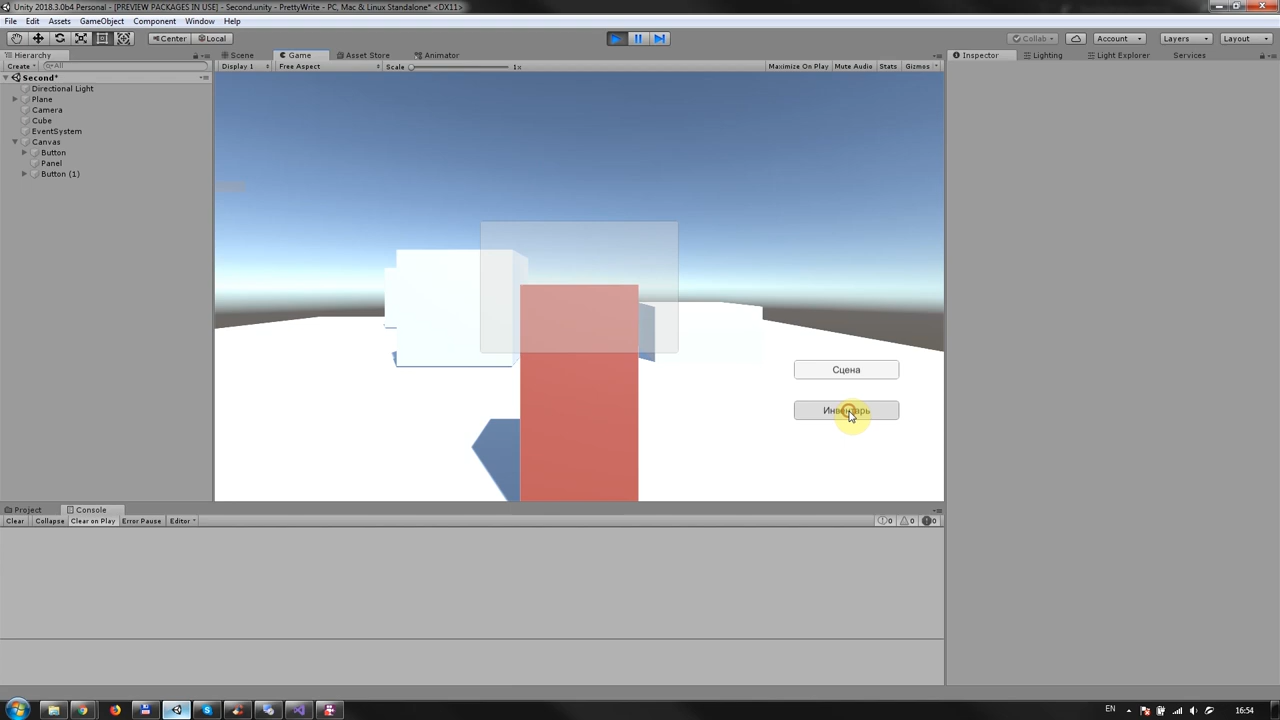 Unity 2018.3.0b4 Personal - [PREVIEW PACKAGES IN USE] - Second.unity - PrettyWrite - PC, Mac & Linux Standalone* <DX11>
File Edit Assets GameObject Component Window Help
Center Local Collab Account Layers Layout
Hierarchy Scene Game Asset Store Animator Inspector Lighting Light Explorer Services
Create All Display 1 Free Aspect Scale 1x Maximize On Play Mute Audio Stats Gizmos
Second*
Directional Light
Plane
Camera
Cube
EventSystem
Canvas
Button
Panel
Button (1)
Сцена
Инвентарь
Project Console
Clear Collapse Clear on Play Error Pause Editor 0 0 0
EN 16:54